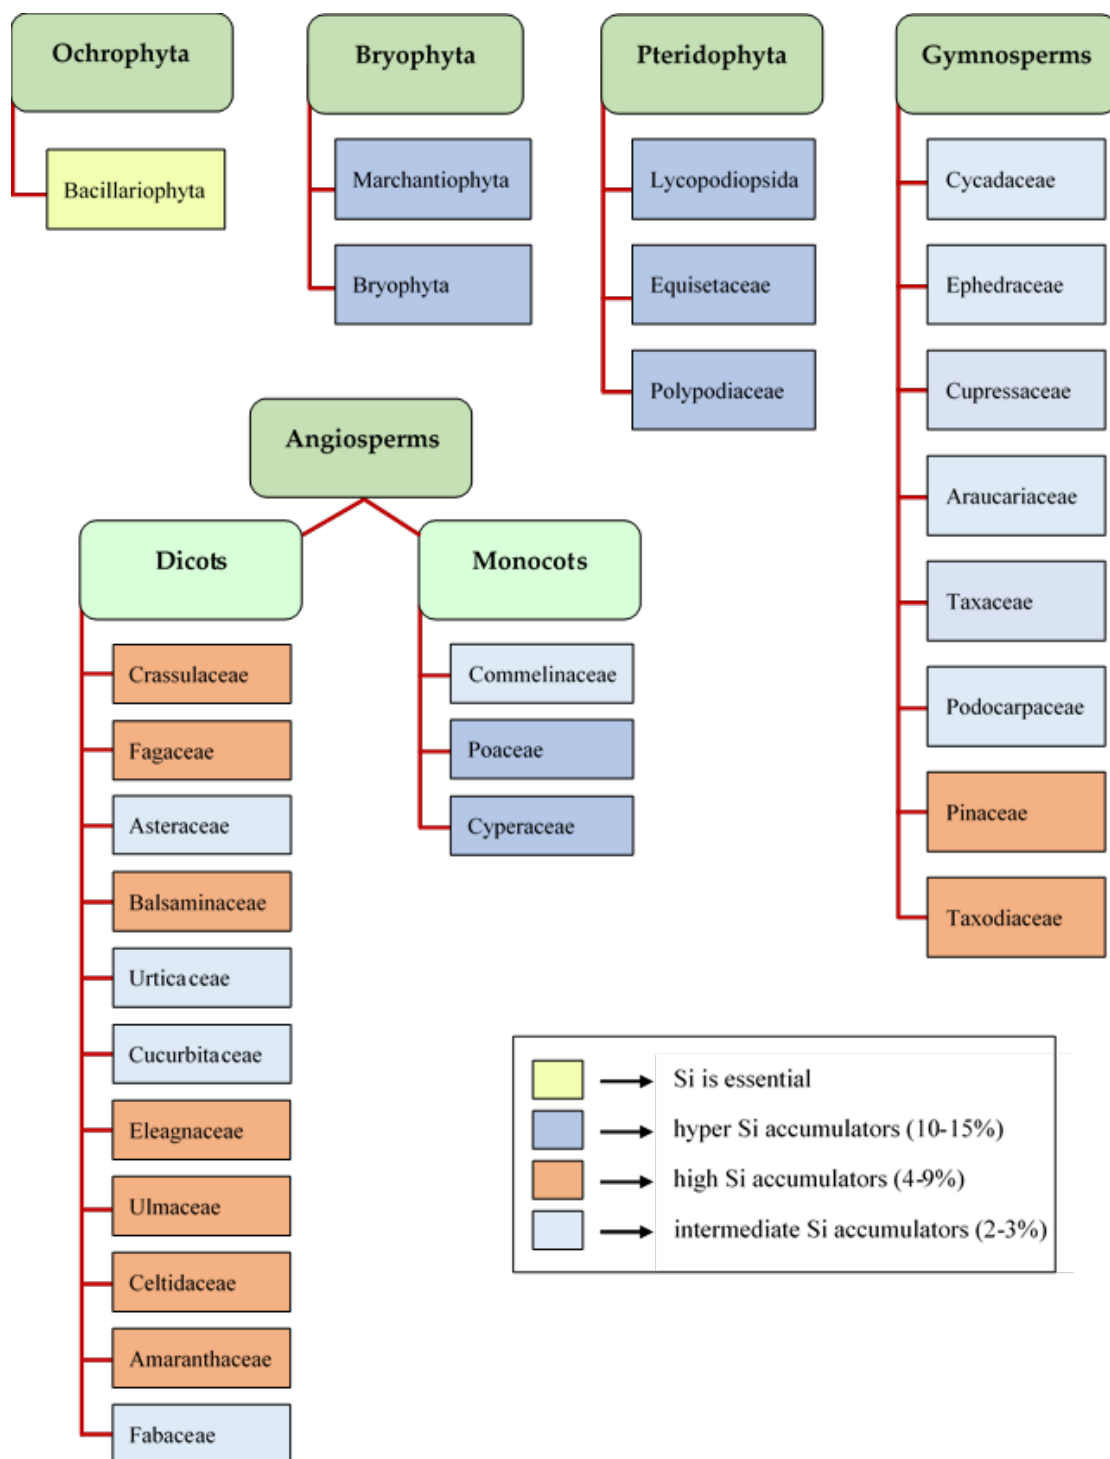 Ochrophyta
Bacillariophyta
Bryophyta
Marchantiophyta
Bryophyta
Pteridophyta
Lycopodiopsida
Equisetaceae
Polypodiaceae
Gymnosperms
Cycadaceae
Ephedraceae
Cupressaceae
Araucariaceae
Taxaceae
Podocarpaceae
Pinaceae
Taxodiaceae
Angiosperms
Dicots
Crassulaceae
Fagaceae
Asteraceae
Balsaminaceae
Urticaceae
Cucurbitaceae
Eleagnaceae
Ulmaceae
Celtidaceae
Amaranthaceae
Fabaceae
Monocots
Commelinaceae
Poaceae
Cyperaceae
Si is essential
hyper Si accumulators (10-15%)
high Si accumulators (4-9%)
intermediate Si accumulators (2-3%)